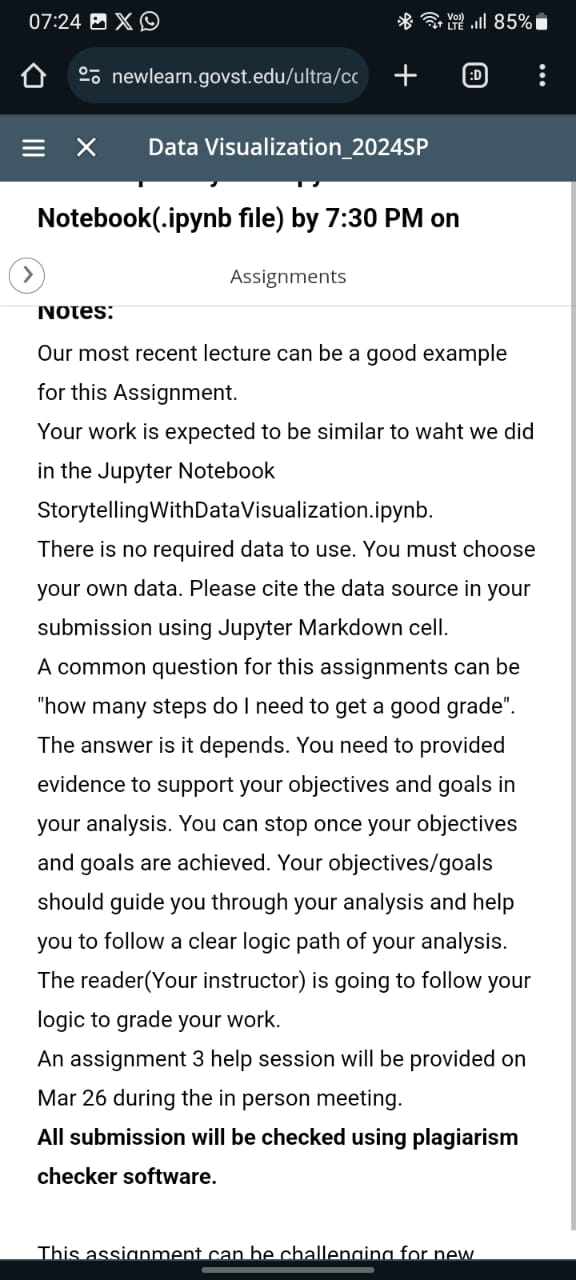 07:24 Vo)) LTE 85%
newlearn.govst.edu/ultra/cc :D
Data Visualization_2024SP
Notebook(.ipynb file) by 7:30 PM on
Assignments
Notes:
Our most recent lecture can be a good example
for this Assignment.
Your work is expected to be similar to waht we did
in the Jupyter Notebook
StorytellingWithDataVisualization.ipynb.
There is no required data to use. You must choose
your own data. Please cite the data source in your
submission using Jupyter Markdown cell.
A common question for this assignments can be
"how many steps do I need to get a good grade".
The answer is it depends. You need to provided
evidence to support your objectives and goals in
your analysis. You can stop once your objectives
and goals are achieved. Your objectives/goals
should guide you through your analysis and help
you to follow a clear logic path of your analysis.
The reader(Your instructor) is going to follow your
logic to grade your work.
An assignment 3 help session will be provided on
Mar 26 during the in person meeting.
All submission will be checked using plagiarism
checker software.
This assignment can be challenging for new